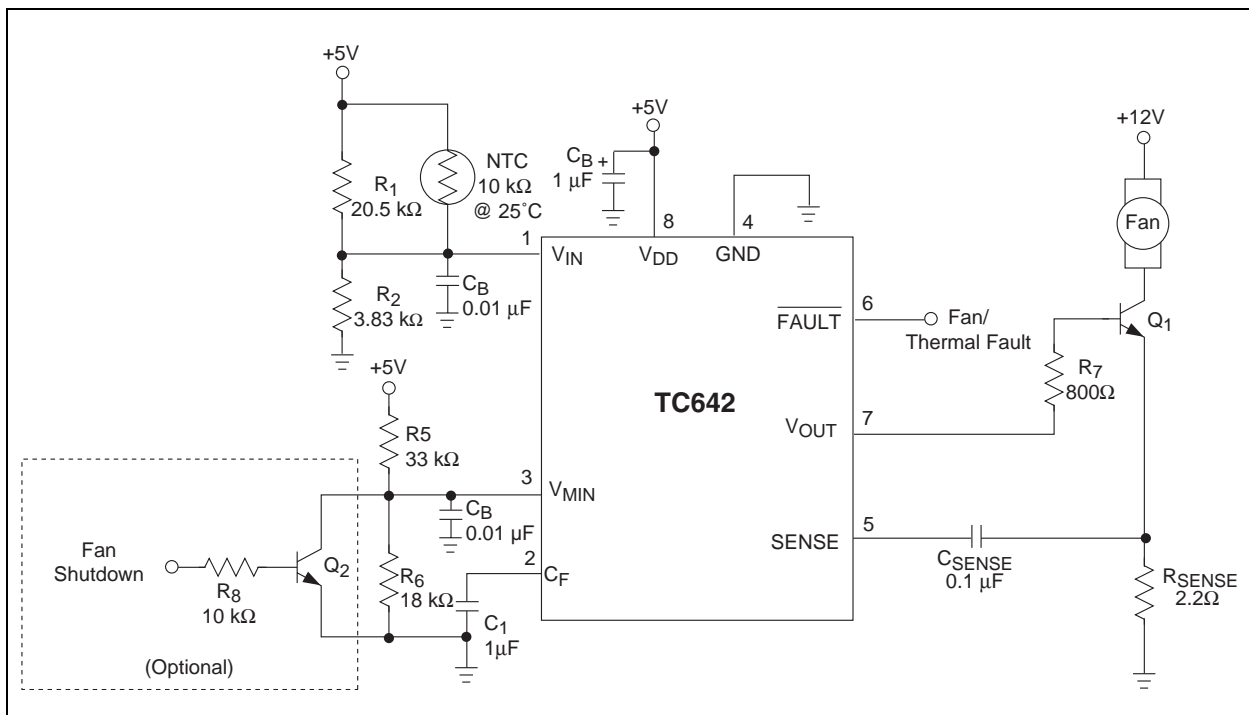 +5V
R1
20.5 kΩ
NTC
10 kΩ
@ 25˚C
R2
3.83 kΩ
CB
0.01 μF
+5V
CB +
1 μF
8
4
1
VIN
VDD
GND
FAULT
6
Fan/
Thermal Fault
TC642
VOUT
7
R7
800Ω
+12V
Fan
Q1
+5V
R5
33 kΩ
3
VMIN
CB
0.01 µF
R6
18 kΩ
2
CF
C1
1μF
SENSE
5
CSENSE
0.1 μF
RSENSE
2.2Ω
Fan
Shutdown
R8
10 kΩ
Q2
(Optional)